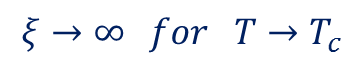 ξ → ∞ for T → T_c